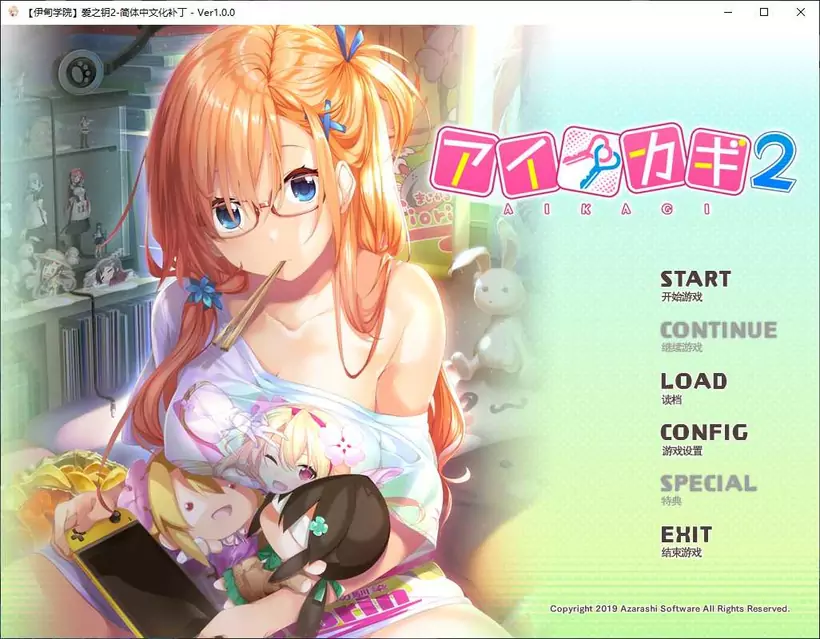 【伊甸学院】爱之钥2-简体中文化补丁 - Ver1.0.0
アイカギ2
AIKAGI
START
开始游戏
CONTINUE
继续游戏
LOAD
读档
CONFIG
游戏设置
SPECIAL
特典
EXIT
结束游戏
Copyright 2019 Azarashi Software All Rights Reserved.